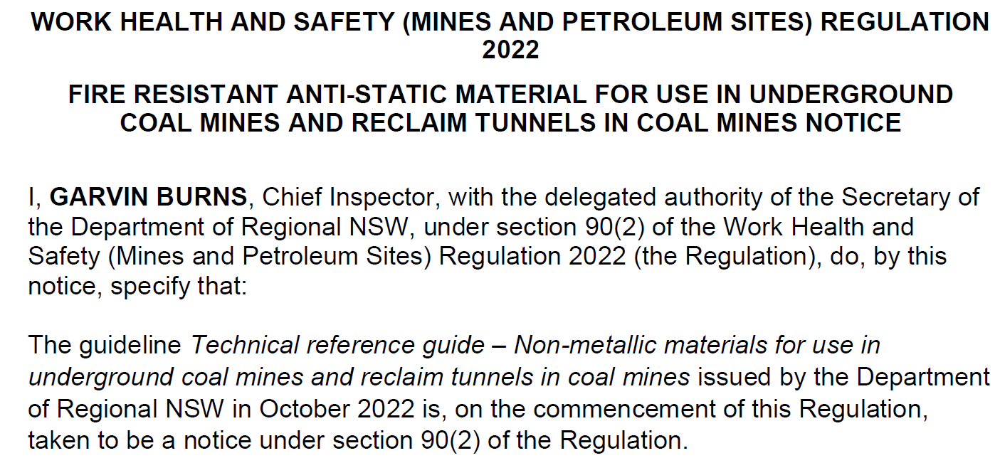 WORK HEALTH AND SAFETY (MINES AND PETROLEUM SITES) REGULATION
2022
FIRE RESISTANT ANTI-STATIC MATERIAL FOR USE IN UNDERGROUND
COAL MINES AND RECLAIM TUNNELS IN COAL MINES NOTICE
I, GARVIN BURNS, Chief Inspector, with the delegated authority of the Secretary of
the Department of Regional NSW, under section 90(2) of the Work Health and
Safety (Mines and Petroleum Sites) Regulation 2022 (the Regulation), do, by this
notice, specify that:
The guideline Technical reference guide – Non-metallic materials for use in
underground coal mines and reclaim tunnels in coal mines issued by the Department
of Regional NSW in October 2022 is, on the commencement of this Regulation,
taken to be a notice under section 90(2) of the Regulation.